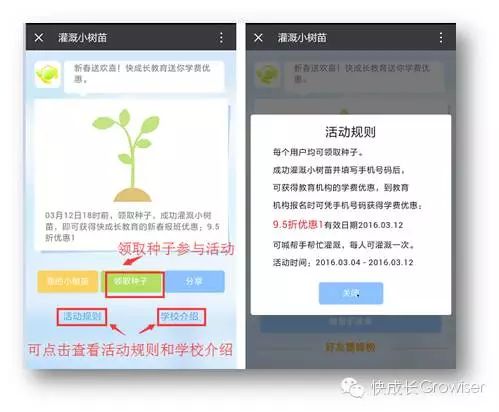 灌溉小树苗
新春送欢喜！快成长教育送你学费优
惠。
03月12日18时前，领取种子，成功灌溉小树
苗，即可获得快成长教育的新春报班优惠：9.5
折优惠1
领取种子参与活动
我的小树苗
领取种子
分享
活动规则
学校介绍
可点击查看活动规则和学校介绍
灌溉小树苗
新春送欢喜！快成长教育送你学费优
惠。
活动规则
每个用户均可领取种子。
成功灌溉小树苗并填写手机号码后，
可获得教育机构的学费优惠，到教育
机构报名时可凭手机号码获得学费优惠:
9.5折优惠1有效日期2016.03.12
可喊帮手帮忙灌溉，每人可灌溉一次。
活动时间：2016.03.04 - 2016.03.12
关闭
快成长Growiser